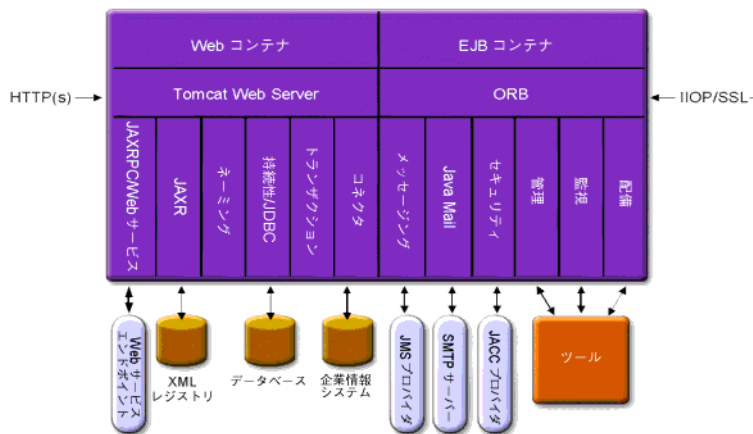 Web コンテナ
EJB コンテナ
HTTP(s)
Tomcat Web Server
ORB
IIOP/SSL
JAXRPC/Web サービス
JAXR
ネーミング
持続性/JDBC
トランザクション
コネクタ
メッセージング
Java Mail
セキュリティ
管理
監視
配備
Web サービス
エンドポイント
XML
レジストリ
データベース
企業情報
システム
JMS プロバイダ
SMTP サーバー
JACC プロバイダ
ツール